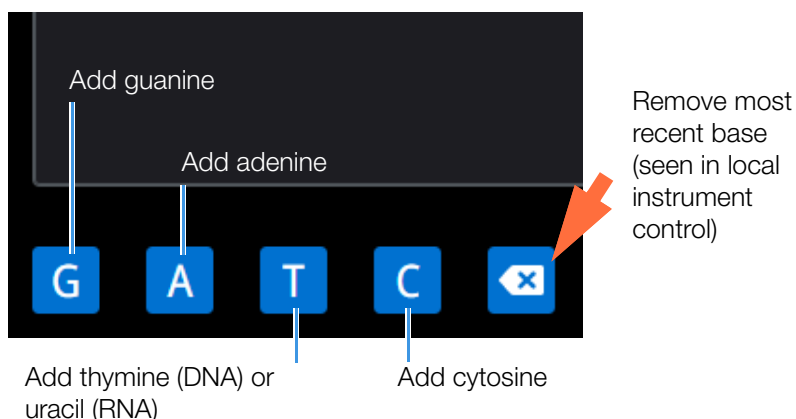 Add guanine
Remove most
recent base
(seen in local
instrument
control)
Add adenine
G A T C
Add thymine (DNA) or
uracil (RNA)
Add cytosine